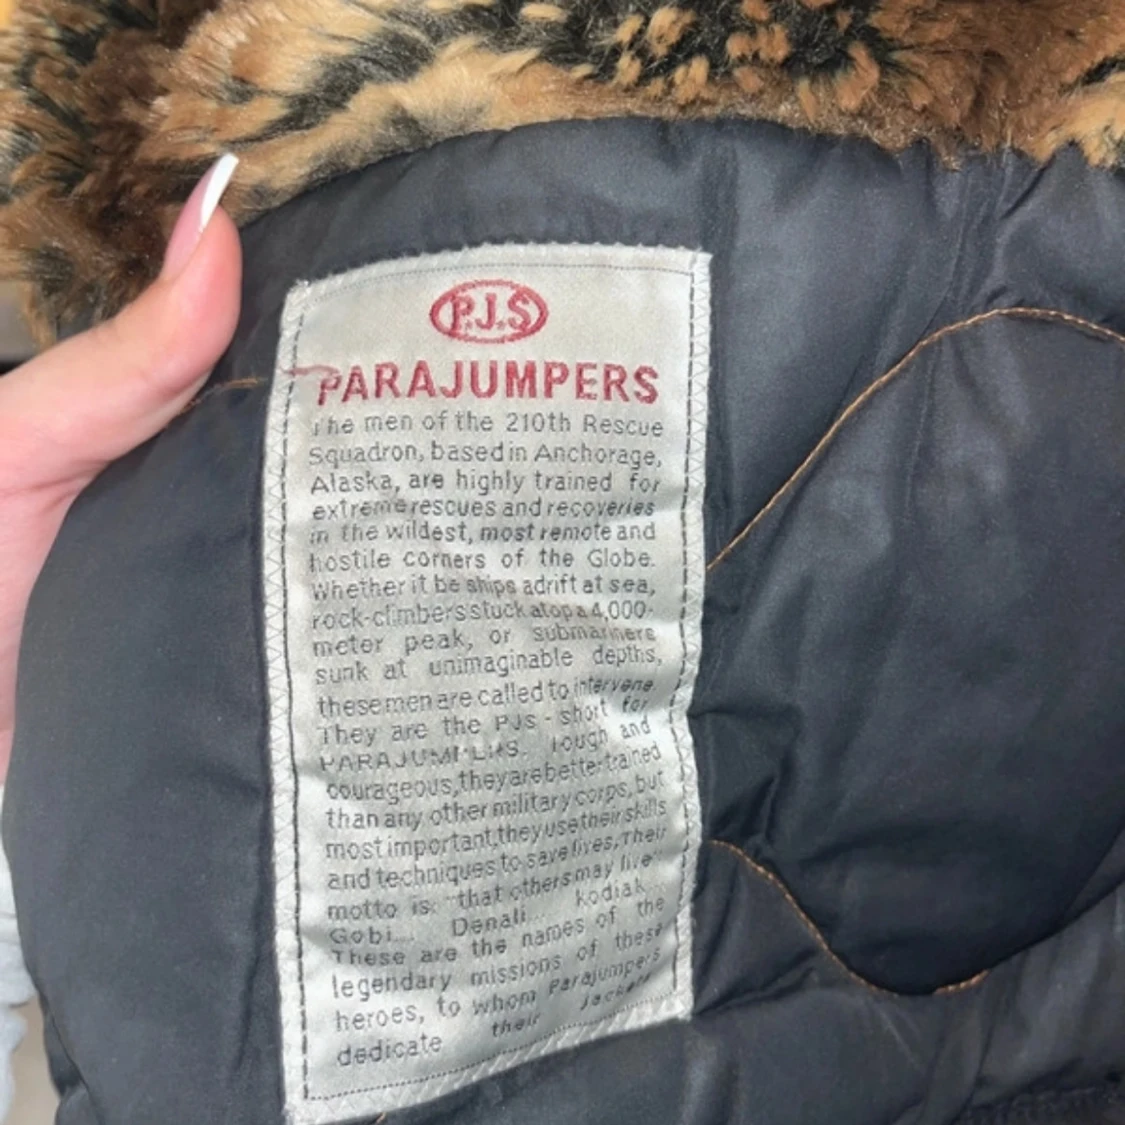 P.J.S
PARAJUMPERS
The men of the 210th Rescue
Squadron, based in Anchorage,
Alaska, are highly trained for
extreme rescues and recoveries
in the wildest, most remote and
hostile corners of the Globe.
Whether it be ships adrift at sea,
rock-climbers stuck atop a 4,000-
meter peak, or submariners
sunk at unimaginable depths,
these men are called to intervene.
They are the PJs - short for
PARAJUMPERS. Tough and
courageous, they are better trained
than any other military corps, but
most important, they use their skills
and techniques to save lives, Their
motto is: "that others may live"
Gobi... Denali... Kodiak...
These are the names of the
legendary missions of these
heroes, to whom Parajumpers
dedicate their Jackets